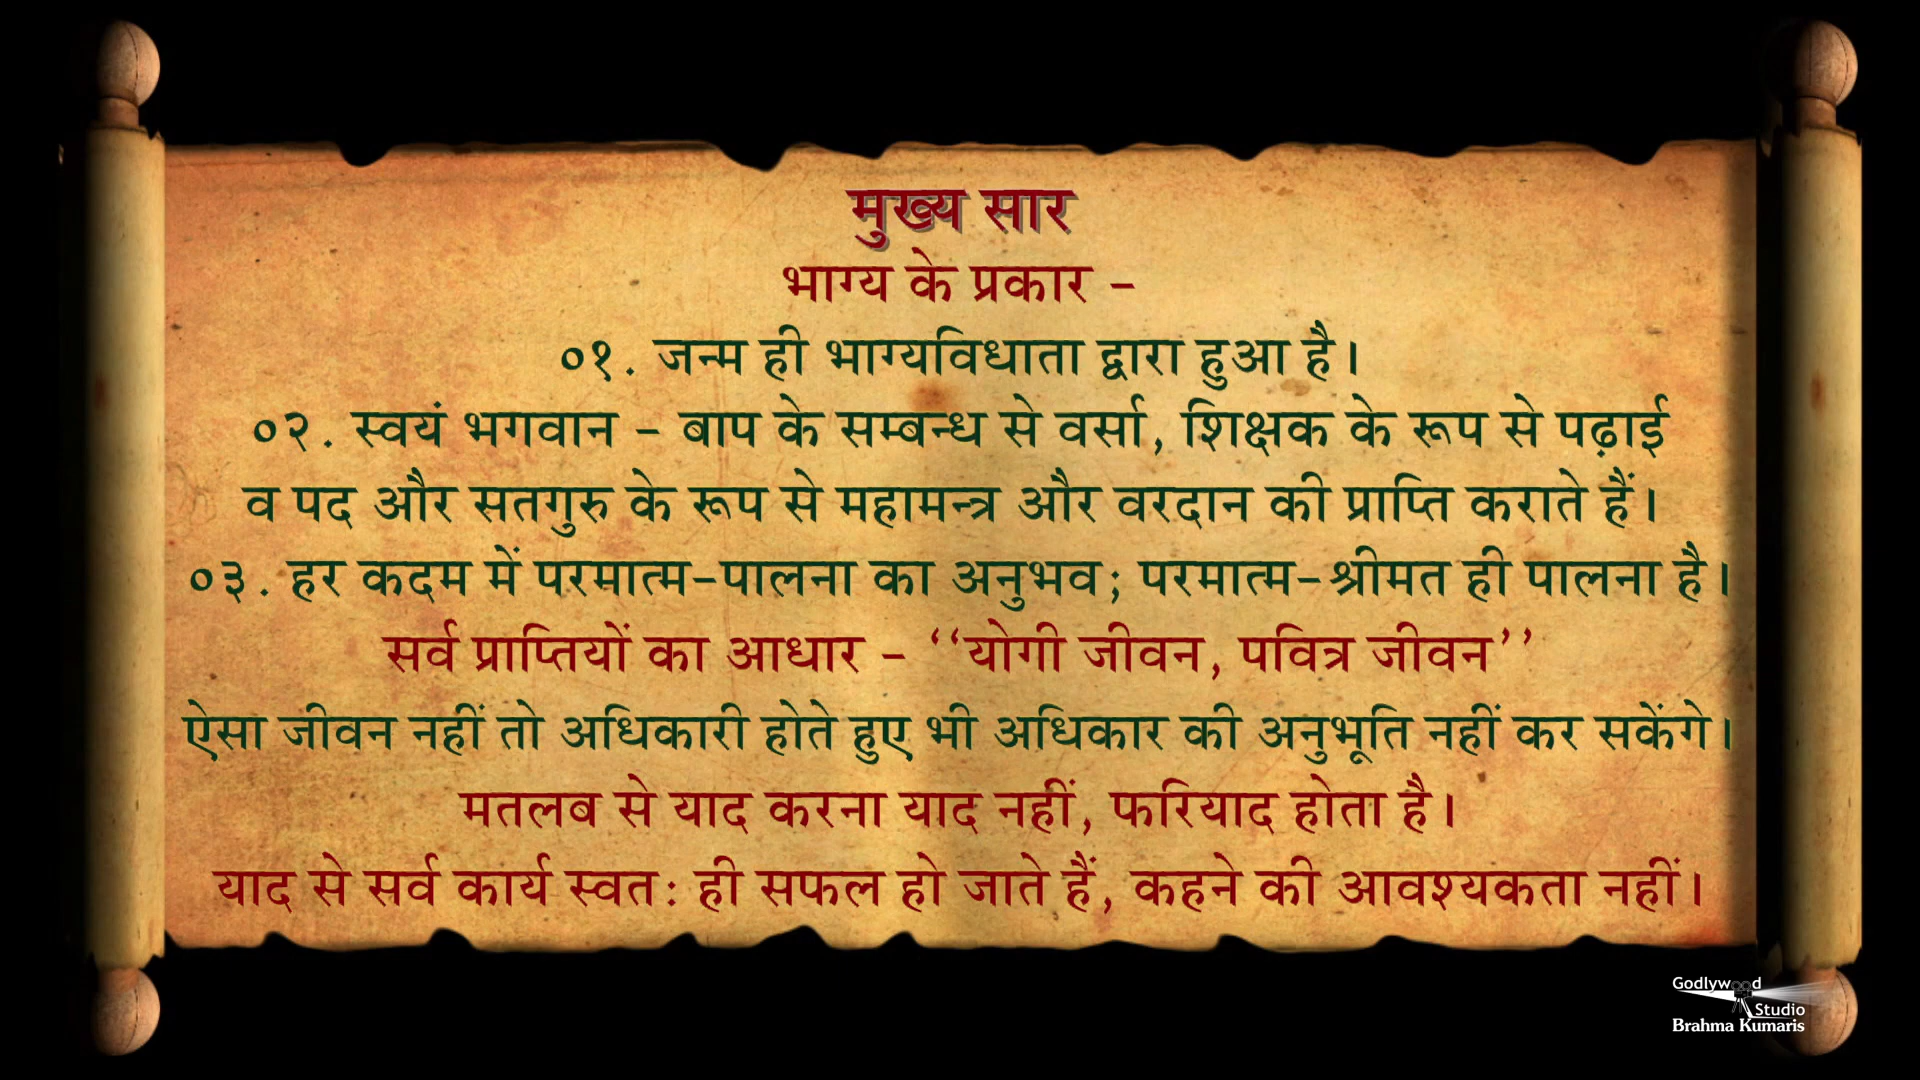 मुख्य सार
भाग्य के प्रकार –
०१. जन्म ही भाग्यविधाता द्वारा हुआ है।
०२. स्वयं भगवान – बाप के सम्बन्ध से वर्सा, शिक्षक के रूप से पढ़ाई
व पद और सतगुरु के रूप से महामन्त्र और वरदान की प्राप्ति कराते हैं।
०३. हर कदम में परमात्म-पालना का अनुभव; परमात्म-श्रीमत ही पालना है।
सर्व प्राप्तियों का आधार – ‘‘योगी जीवन, पवित्र जीवन’’
ऐसा जीवन नहीं तो अधिकारी होते हुए भी अधिकार की अनुभूति नहीं कर सकेंगे।
मतलब से याद करना याद नहीं, फरियाद होता है।
याद से सर्व कार्य स्वतः ही सफल हो जाते हैं, कहने की आवश्यकता नहीं।
Godlywood
Studio
Brahma Kumaris